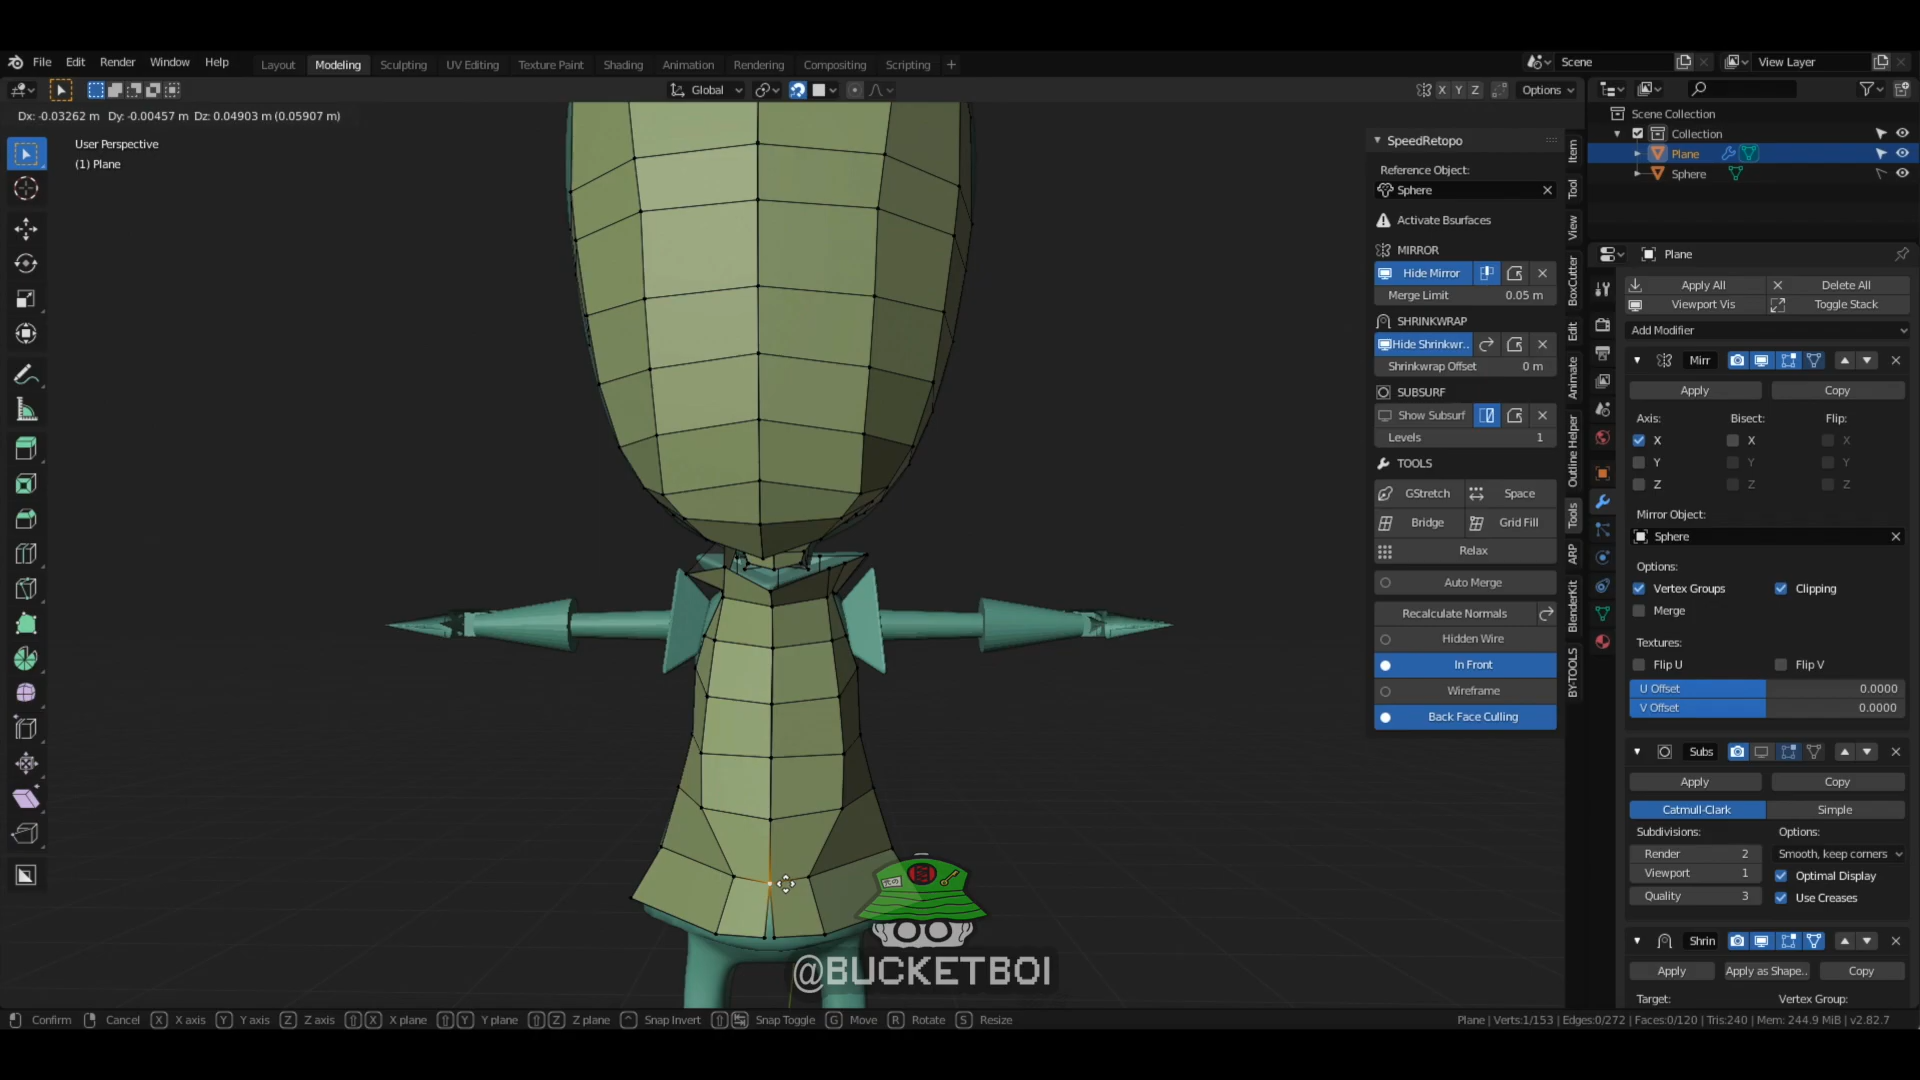 File Edit Render Window Help
Layout Modeling Sculpting UV Editing Texture Paint Shading Animation Rendering Compositing Scripting +
Scene
View Layer
Global
X Y Z
Options
Dx: -0.03262 m Dy: -0.00457 m Dz: 0.04903 m (0.05907 m)
User Perspective
(1) Plane
SpeedRetopo
Reference Object:
Sphere
Activate Bsurfaces
MIRROR
Hide Mirror
Merge Limit 0.05 m
SHRINKWRAP
Hide Shrinkwr..
Shrinkwrap Offset 0 m
SUBSURF
Show Subsurf
Levels 1
TOOLS
GStretch Space
Bridge Grid Fill
Relax
Auto Merge
Recalculate Normals
Hidden Wire
In Front
Wireframe
Back Face Culling
Item
Tool
View
BoxCutter
Edit
Animate
Outline Helper
Tools
ARP
BlenderKit
BY-TOOLS
Scene Collection
Collection
Plane
Sphere
Plane
Apply All Delete All
Viewport Vis Toggle Stack
Add Modifier
Mirr
Apply Copy
Axis: Bisect: Flip:
X X X
Y Y Y
Z Z Z
Mirror Object:
Sphere
Options:
Vertex Groups Clipping
Merge
Textures:
Flip U Flip V
U Offset 0.0000
V Offset 0.0000
Subs
Apply Copy
Catmull-Clark Simple
Subdivisions: Options:
Render 2 Smooth, keep corners
Viewport 1 Optimal Display
Quality 3 Use Creases
Shrin
Apply Apply as Shape.. Copy
Target: Vertex Group:
@BUCKETBOI
Confirm Cancel X X axis Y Y axis Z Z axis X X plane Y Y plane Z Z plane Snap Invert Snap Toggle G Move R Rotate S Resize
Plane | Verts:1/153 | Edges:0/272 | Faces:0/120 | Tris:240 | Mem: 244.9 MiB | v2.82.7